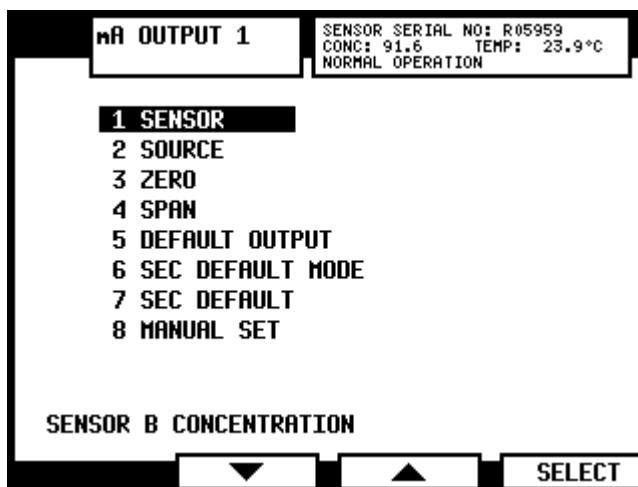 mA OUTPUT 1
SENSOR SERIAL NO: R05959
CONC: 91.6 TEMP: 23.9°C
NORMAL OPERATION
1 SENSOR
2 SOURCE
3 ZERO
4 SPAN
5 DEFAULT OUTPUT
6 SEC DEFAULT MODE
7 SEC DEFAULT
8 MANUAL SET
SENSOR B CONCENTRATION
SELECT